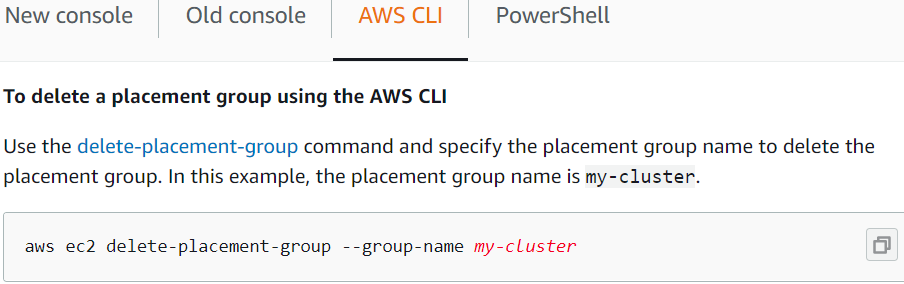 New console Old console AWS CLI PowerShell
To delete a placement group using the AWS CLI
Use the delete-placement-group command and specify the placement group name to delete the
placement group. In this example, the placement group name is my-cluster.
aws ec2 delete-placement-group --group-name my-cluster